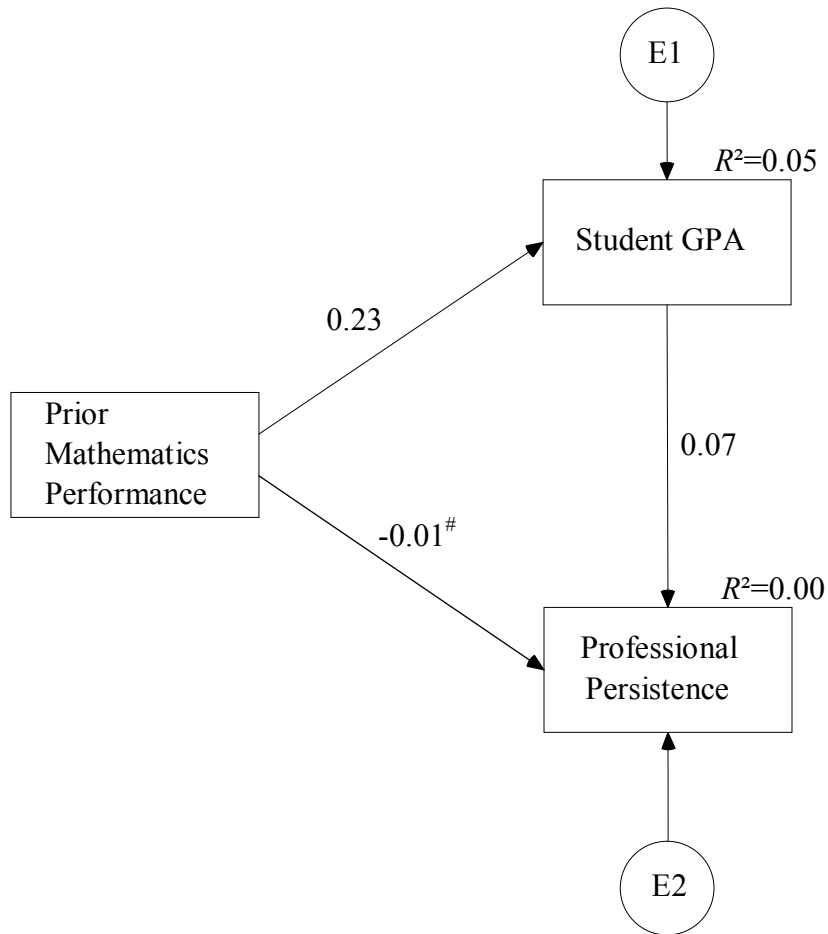 E1
R²=0.05
Student GPA
0.23
Prior
Mathematics
Performance
0.07
-0.01#
R²=0.00
Professional
Persistence
E2